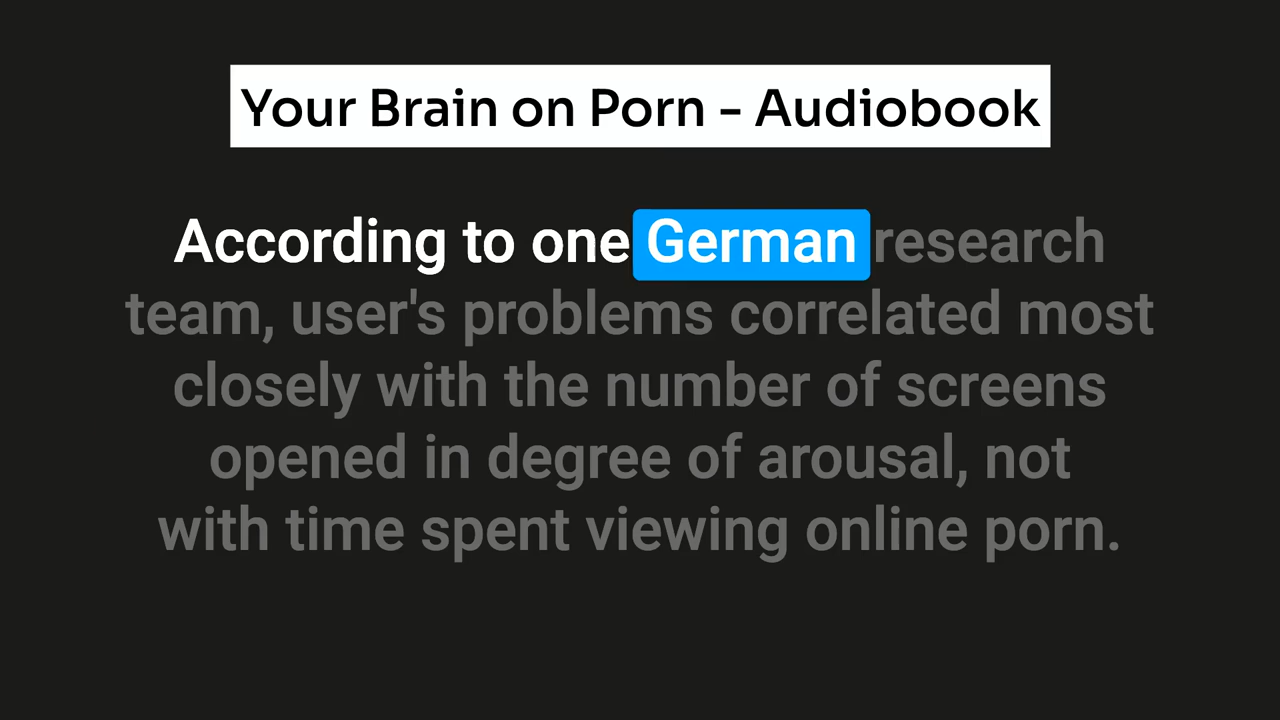 Your Brain on Porn - Audiobook
According to one German research
team, user's problems correlated most
closely with the number of screens
opened in degree of arousal, not
with time spent viewing online porn.